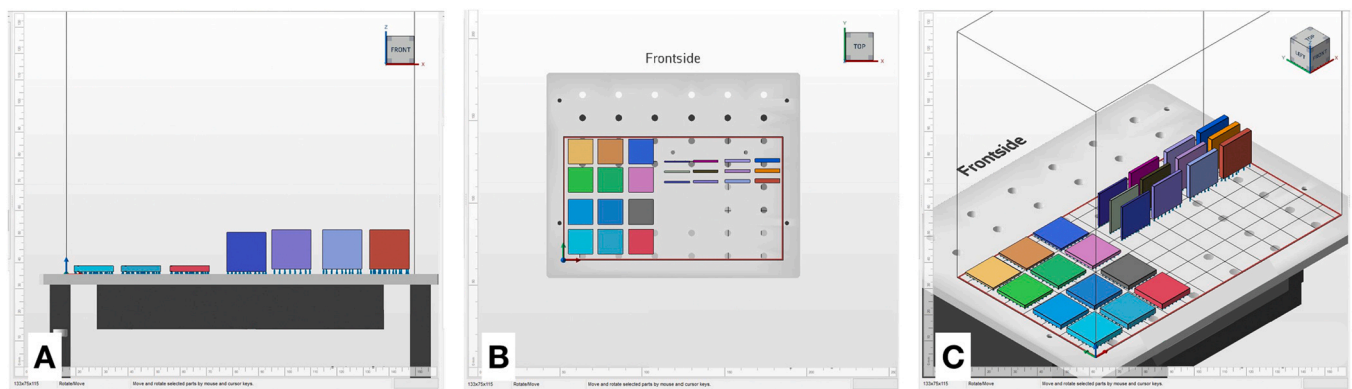 FRONT
Z
X
A
133x75x115 Rotate/Move Move and rotate selected parts by mouse and cursor keys.
Frontside
TOP
Y
X
B
133x75x115 Rotate/Move Move and rotate selected parts by mouse and cursor keys.
Frontside
TOP
LEFT
FRONT
Y
X
C
133x75x115 Rotate/Move Move and rotate selected parts by mouse and cursor keys.